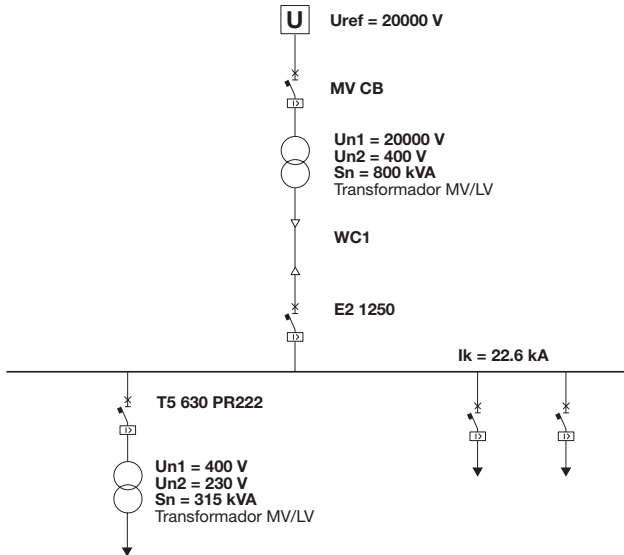 U
Uref = 20000 V
MV CB
Un1 = 20000 V
Un2 = 400 V
Sn = 800 kVA
Transformador MV/LV
WC1
E2 1250
Ik = 22.6 kA
T5 630 PR222
Un1 = 400 V
Un2 = 230 V
Sn = 315 kVA
Transformador MV/LV